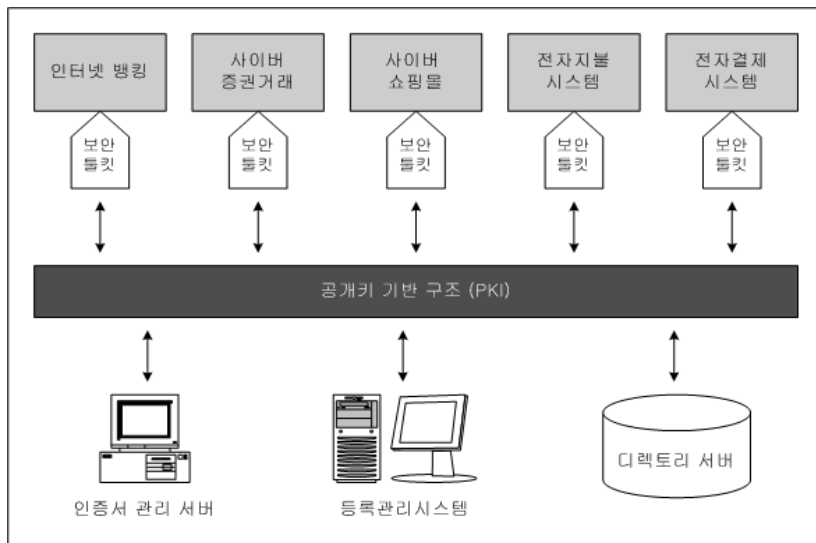 인터넷 뱅킹
사이버
증권거래
사이버
쇼핑몰
전자지불
시스템
전자결제
시스템
보안
툴킷
보안
툴킷
보안
툴킷
보안
툴킷
보안
툴킷
공개키 기반 구조 (PKI)
인증서 관리 서버
등록관리시스템
디렉토리 서버